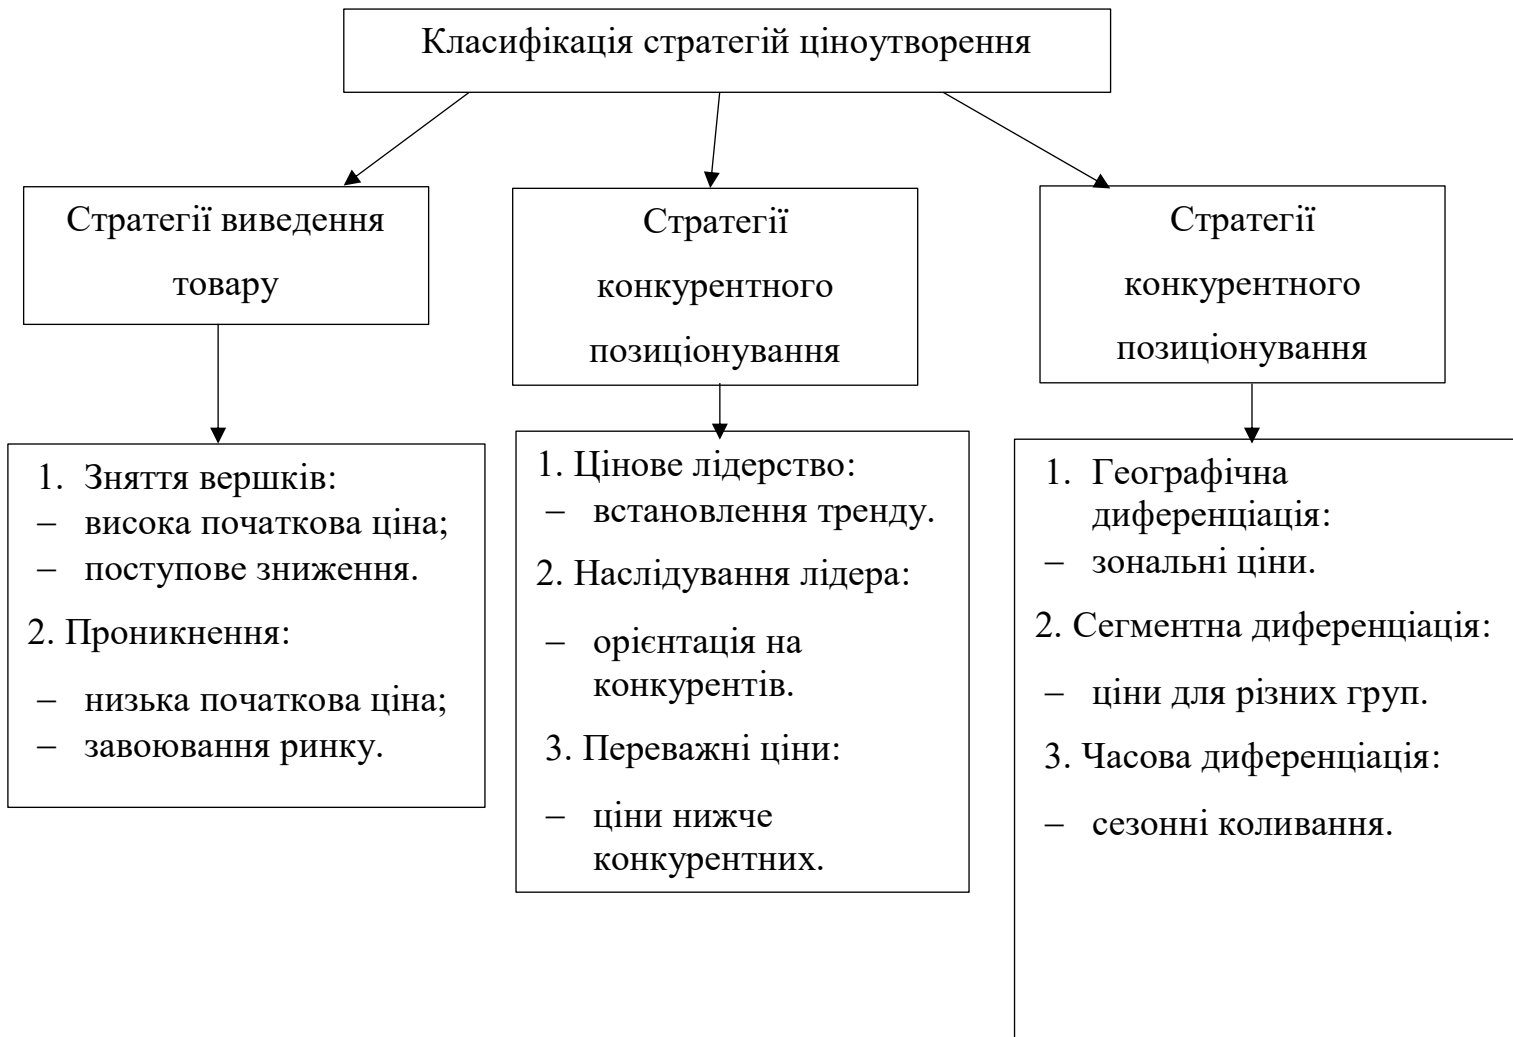 Класифікація стратегій ціноутворення
Стратегії виведення
товару
Стратегії
конкурентного
позиціонування
Стратегії
конкурентного
позиціонування
1. Зняття вершків:
– висока початкова ціна;
– поступове зниження.
2. Проникнення:
– низька початкова ціна;
– завоювання ринку.
1. Цінове лідерство:
– встановлення тренду.
2. Наслідування лідера:
– орієнтація на
конкурентів.
3. Переважні ціни:
– ціни нижче
конкурентних.
1. Географічна
диференціація:
– зональні ціни.
2. Сегментна диференціація:
– ціни для різних груп.
3. Часова диференціація:
– сезонні коливання.